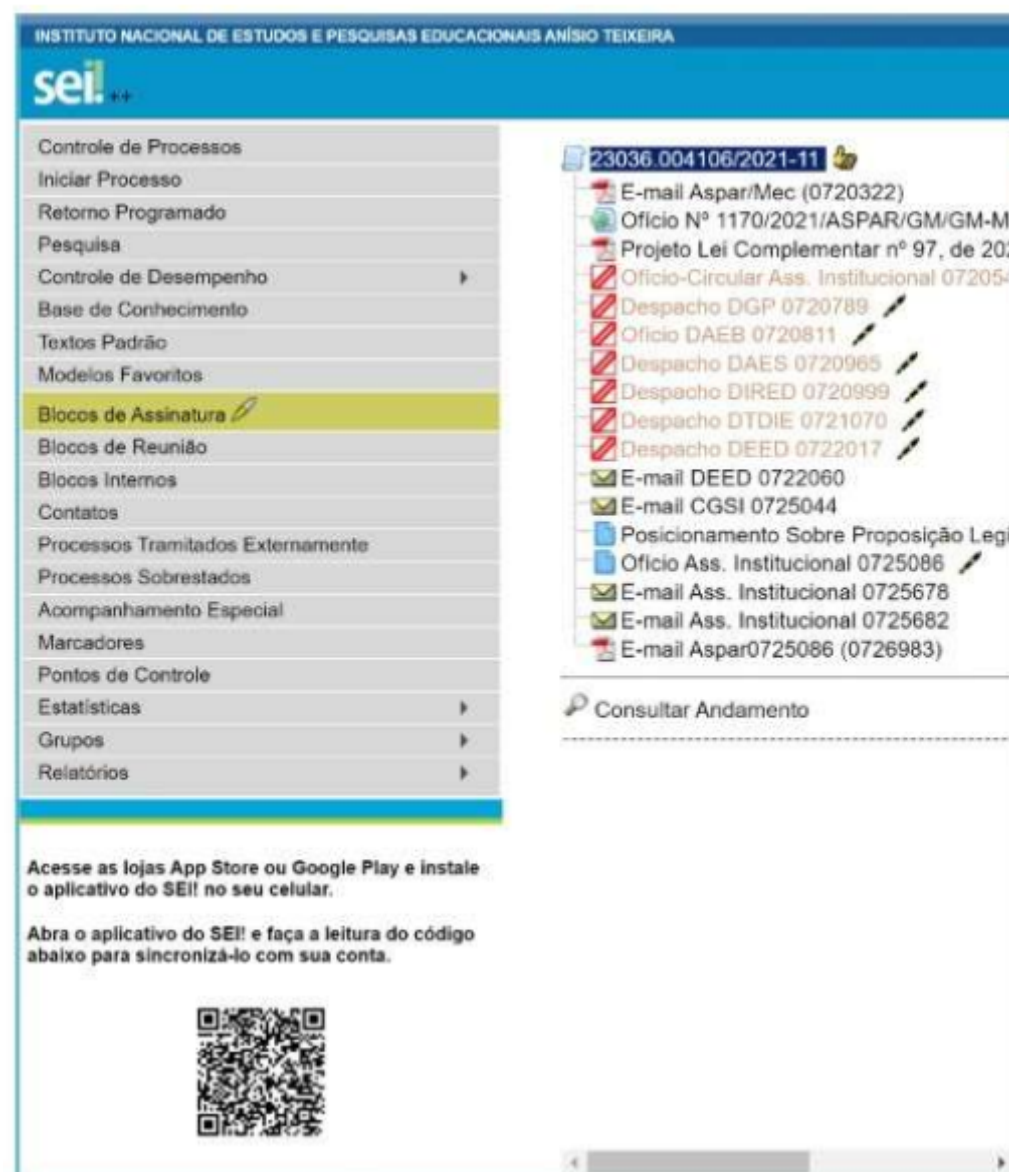 INSTITUTO NACIONAL DE ESTUDOS E PESQUISAS EDUCACIONAIS ANÍSIO TEIXEIRA
sei!
Controle de Processos
Iniciar Processo
Retorno Programado
Pesquisa
Controle de Desempenho
Base de Conhecimento
Textos Padrão
Modelos Favoritos
Blocos de Assinatura
Blocos de Reunião
Blocos Internos
Contatos
Processos Tramitados Externamente
Processos Sobrestados
Acompanhamento Especial
Marcadores
Pontos de Controle
Estatísticas
Grupos
Relatórios
Acesse as lojas App Store ou Google Play e instale
o aplicativo do SEI! no seu celular.
Abra o aplicativo do SEI! e faça a leitura do código
abaixo para sincronizá-lo com sua conta.
23036.004106/2021-11
E-mail Aspar/Mec (0720322)
Ofício Nº 1170/2021/ASPAR/GM/GM-M
Projeto Lei Complementar nº 97, de 202
Ofício-Circular Ass. Institucional 072054
Despacho DGP 0720789
Ofício DAEB 0720811
Despacho DAES 0720965
Despacho DIRED 0720999
Despacho DTDIE 0721070
Despacho DEED 0722017
E-mail DEED 0722060
E-mail CGSI 0725044
Posicionamento Sobre Proposição Legi
Ofício Ass. Institucional 0725086
E-mail Ass. Institucional 0725678
E-mail Ass. Institucional 0725682
E-mail Aspar0725086 (0726983)
Consultar Andamento